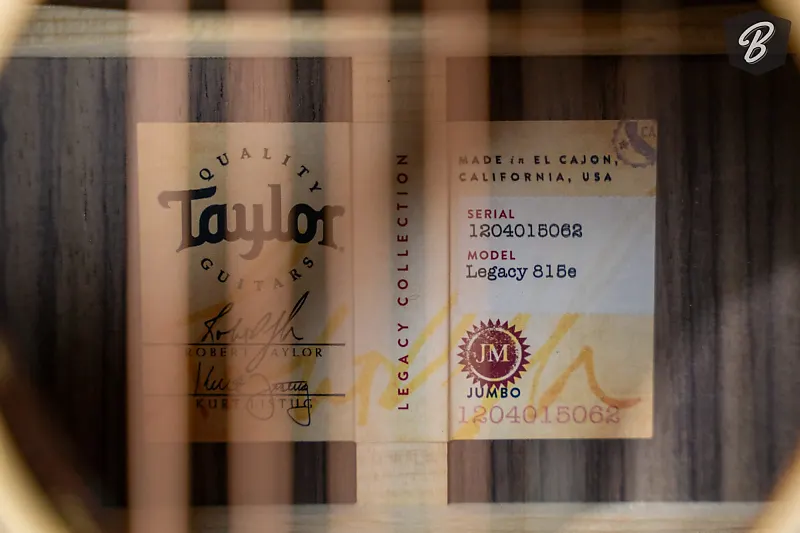 QUALITY
Taylor
GUITARS
ROBERT TAYLOR
KURT LISTUG
LEGACY COLLECTION
MADE in EL CAJON,
CALIFORNIA, USA
CA
SERIAL
1204015062
MODEL
Legacy 815e
JM
JUMBO
1204015062
B